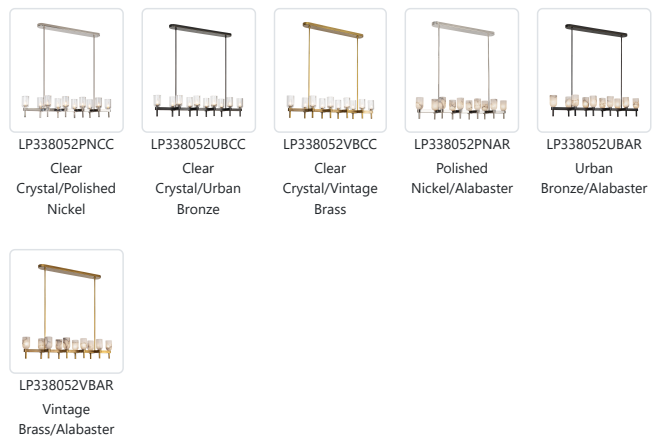 LP338052PNCC
Clear
Crystal/Polished
Nickel
LP338052UBCC
Clear
Crystal/Urban
Bronze
LP338052VBCC
Clear
Crystal/Vintage
Brass
LP338052PNAR
Polished
Nickel/Alabaster
LP338052UBAR
Urban
Bronze/Alabaster
LP338052VBAR
Vintage
Brass/Alabaster